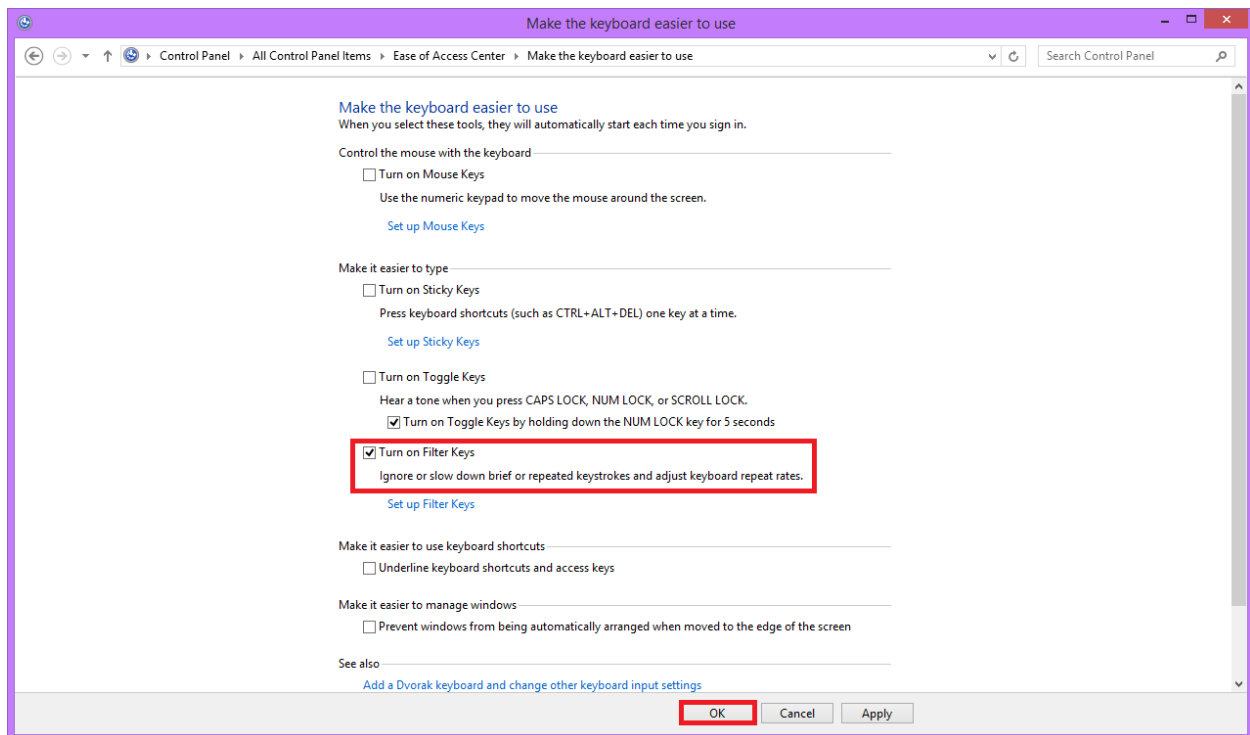 Make the keyboard easier to use
Control Panel All Control Panel Items Ease of Access Center Make the keyboard easier to use Search Control Panel
Make the keyboard easier to use
When you select these tools, they will automatically start each time you sign in.
Control the mouse with the keyboard
Turn on Mouse Keys
Use the numeric keypad to move the mouse around the screen.
Set up Mouse Keys
Make it easier to type
Turn on Sticky Keys
Press keyboard shortcuts (such as CTRL+ALT+DEL) one key at a time.
Set up Sticky Keys
Turn on Toggle Keys
Hear a tone when you press CAPS LOCK, NUM LOCK, or SCROLL LOCK.
Turn on Toggle Keys by holding down the NUM LOCK key for 5 seconds
Turn on Filter Keys
Ignore or slow down brief or repeated keystrokes and adjust keyboard repeat rates.
Set up Filter Keys
Make it easier to use keyboard shortcuts
Underline keyboard shortcuts and access keys
Make it easier to manage windows
Prevent windows from being automatically arranged when moved to the edge of the screen
See also
Add a Dvorak keyboard and change other keyboard input settings
OK Cancel Apply